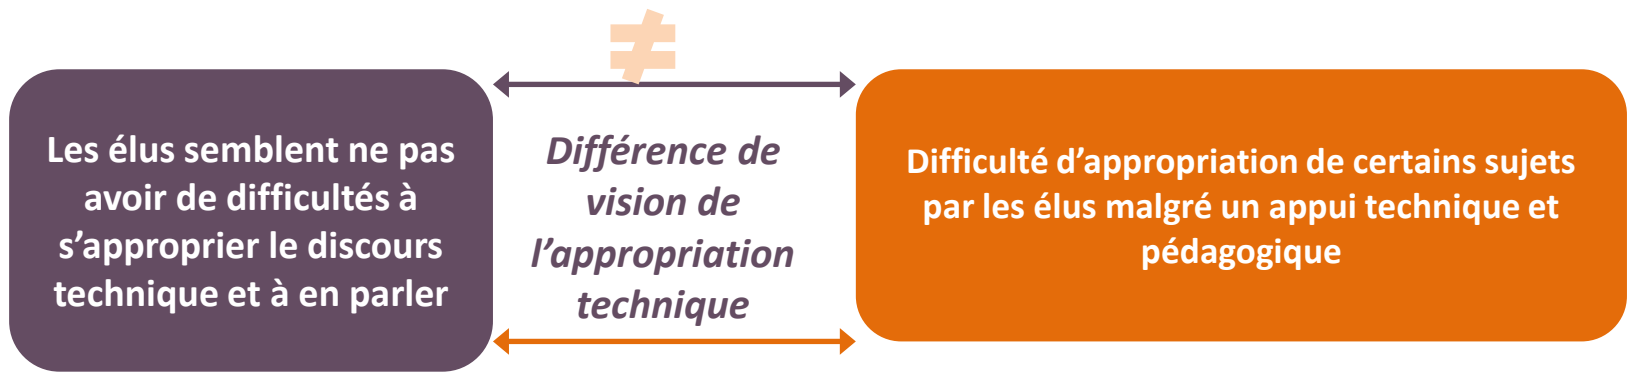 ≠
Les élus semblent ne pas
avoir de difficultés à
s’approprier le discours
technique et à en parler
Différence de
vision de
l’appropriation
technique
Difficulté d’appropriation de certains sujets
par les élus malgré un appui technique et
pédagogique